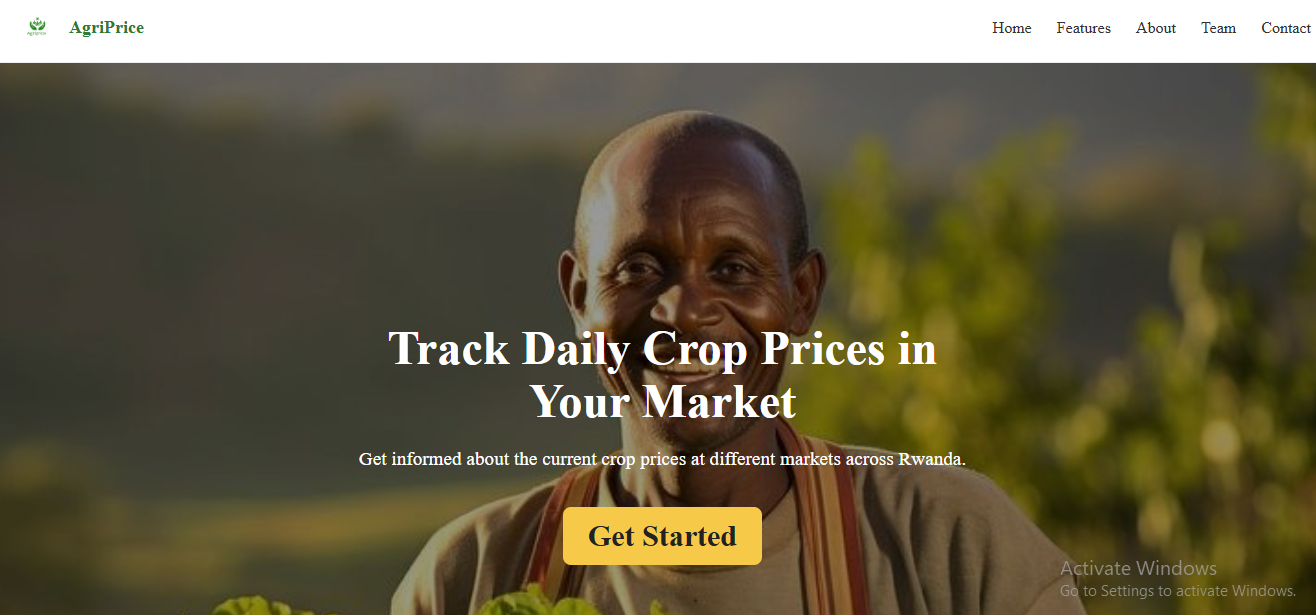 AgriPrice
Home Features About Team Contact
Track Daily Crop Prices in
Your Market
Get informed about the current crop prices at different markets across Rwanda.
Get Started
Activate Windows
Go to Settings to activate Windows.